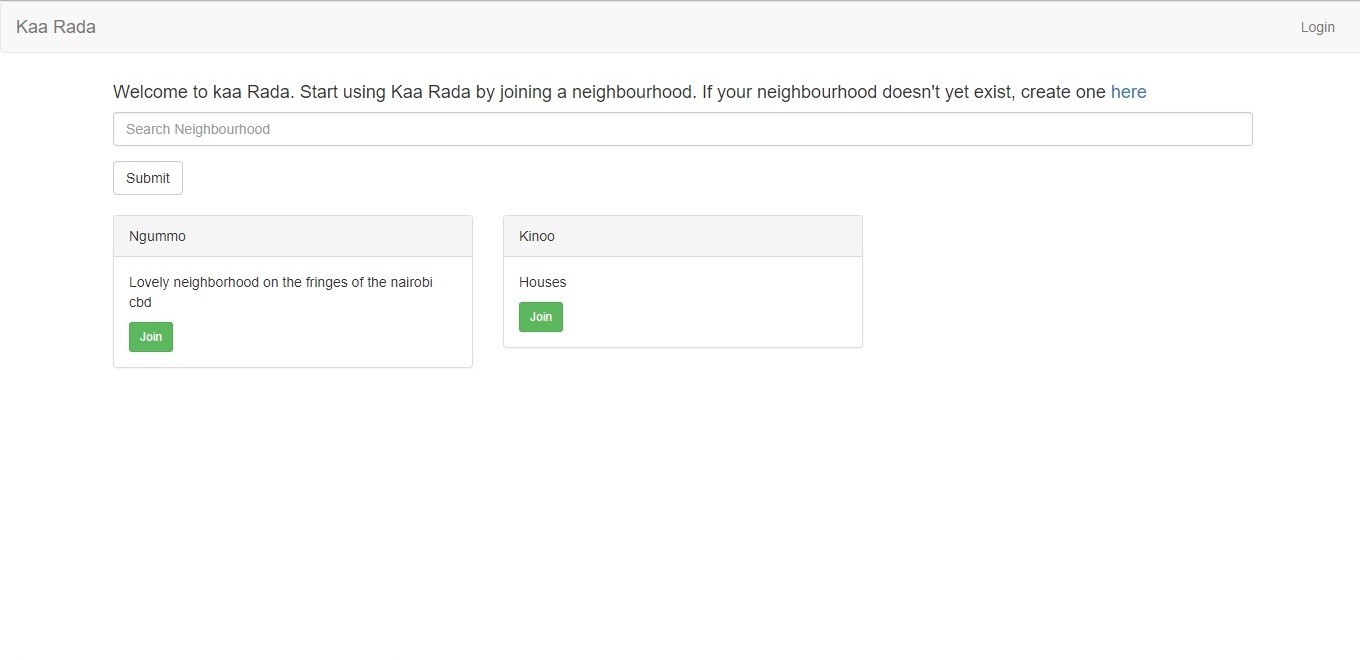 Kaa Rada
Login
Welcome to kaa Rada. Start using Kaa Rada by joining a neighbourhood. If your neighbourhood doesn't yet exist, create one here
Search Neighbourhood
Submit
Ngummo
Lovely neighborhood on the fringes of the nairobi
cbd
Join
Kinoo
Houses
Join